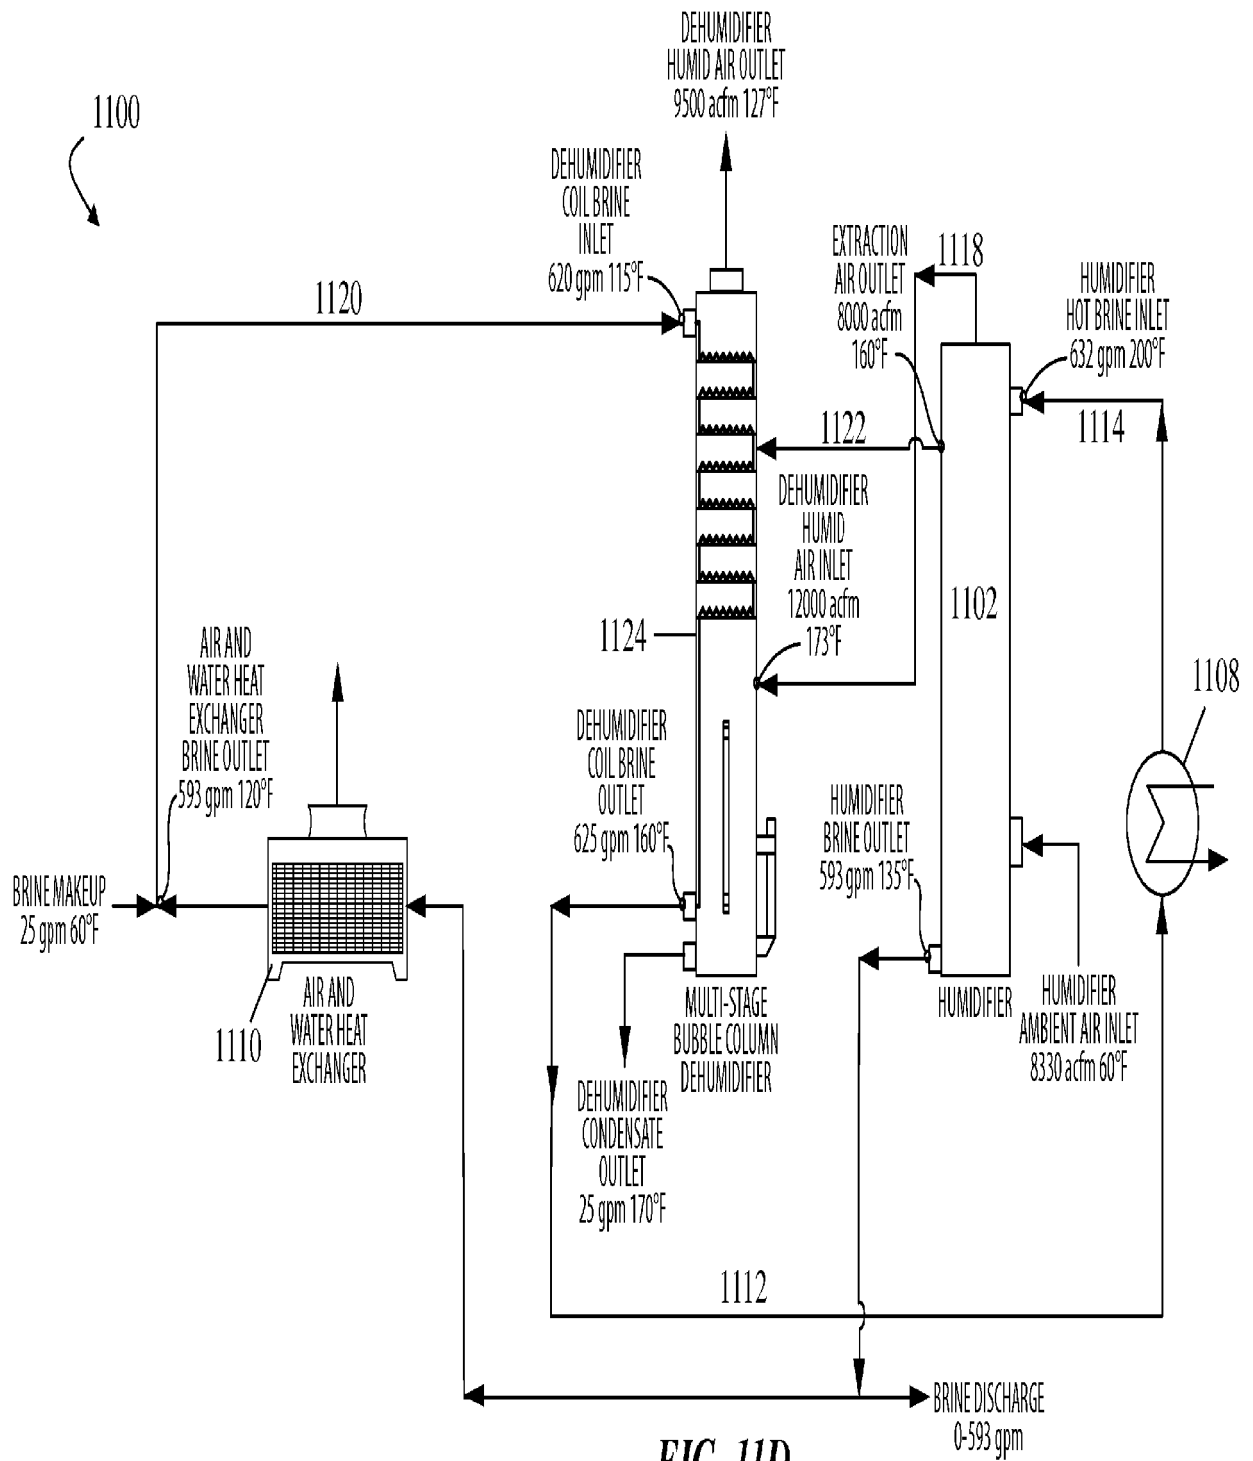 DEHUMIDIFIER
HUMID AIR OUTLET
9500 acfm 127°F
1100
DEHUMIDIFIER
COIL BRINE
INLET
620 gpm 115°F
EXTRACTION
AIR OUTLET
8000 acfm
160°F
1118
HUMIDIFIER
HOT BRINE INLET
632 gpm 200°F
1120
1122
1114
DEHUMIDIFIER
HUMID
AIR INLET
12000 acfm
173°F
1102
1124
AIR AND
WATER HEAT
EXCHANGER
BRINE OUTLET
593 gpm 120°F
1108
DEHUMIDIFIER
COIL BRINE
OUTLET
625 gpm 160°F
HUMIDIFIER
BRINE OUTLET
593 gpm 135°F
BRINE MAKEUP
25 gpm 60°F
1110
AIR AND
WATER HEAT
EXCHANGER
MULTI-STAGE
BUBBLE COLUMN
DEHUMIDIFIER
HUMIDIFIER
HUMIDIFIER
AMBIENT AIR INLET
8330 acfm 60°F
DEHUMIDIFIER
CONDENSATE
OUTLET
25 gpm 170°F
1112
BRINE DISCHARGE
0-593 gpm
FIG. 11D